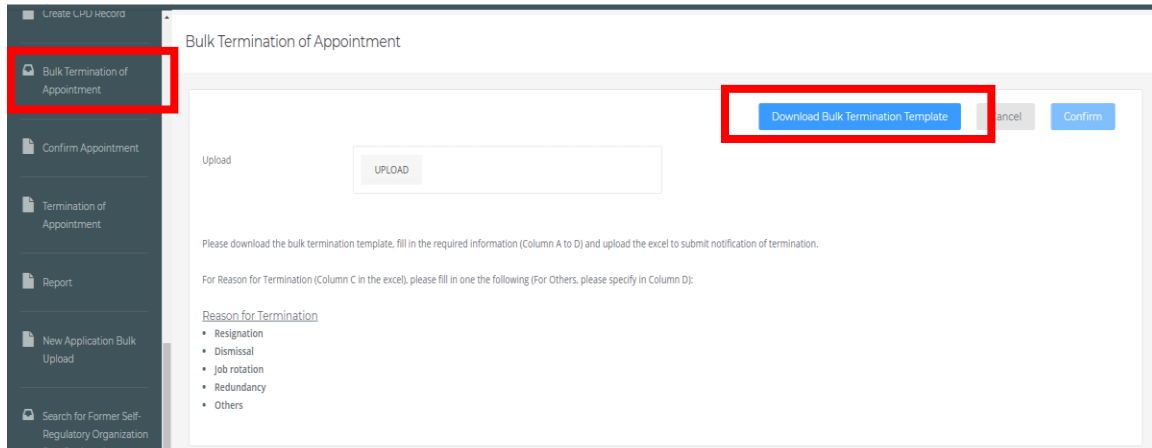 Create CPD Record
Bulk Termination of
Appointment
Confirm Appointment
Termination of
Appointment
Report
New Application Bulk
Upload
Search for Former Self-
Regulatory Organization
Bulk Termination of Appointment
Download Bulk Termination Template
Confirm
Upload
UPLOAD
Please download the bulk termination template, fill in the required information (Column A to D) and upload the excel to submit notification of termination.
For Reason for Termination (Column C in the excel), please fill in one the following (For Others, please specify in Column D):
Reason for Termination
• Resignation
• Dismissal
• Job rotation
• Redundancy
• Others